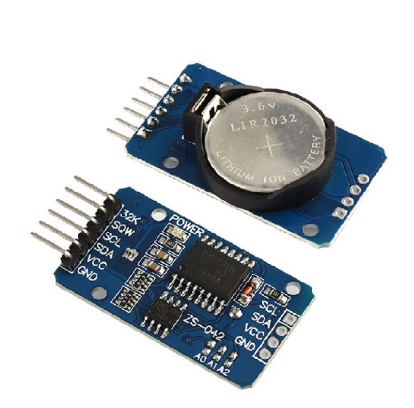 3.6V
LIR2032
LITHIUM ION BATTERY
32K
SQW
SCL
SDA
VCC
GND
POWER
ZS-042
A0 A1 A2
SCL
SDA
VCC
GND